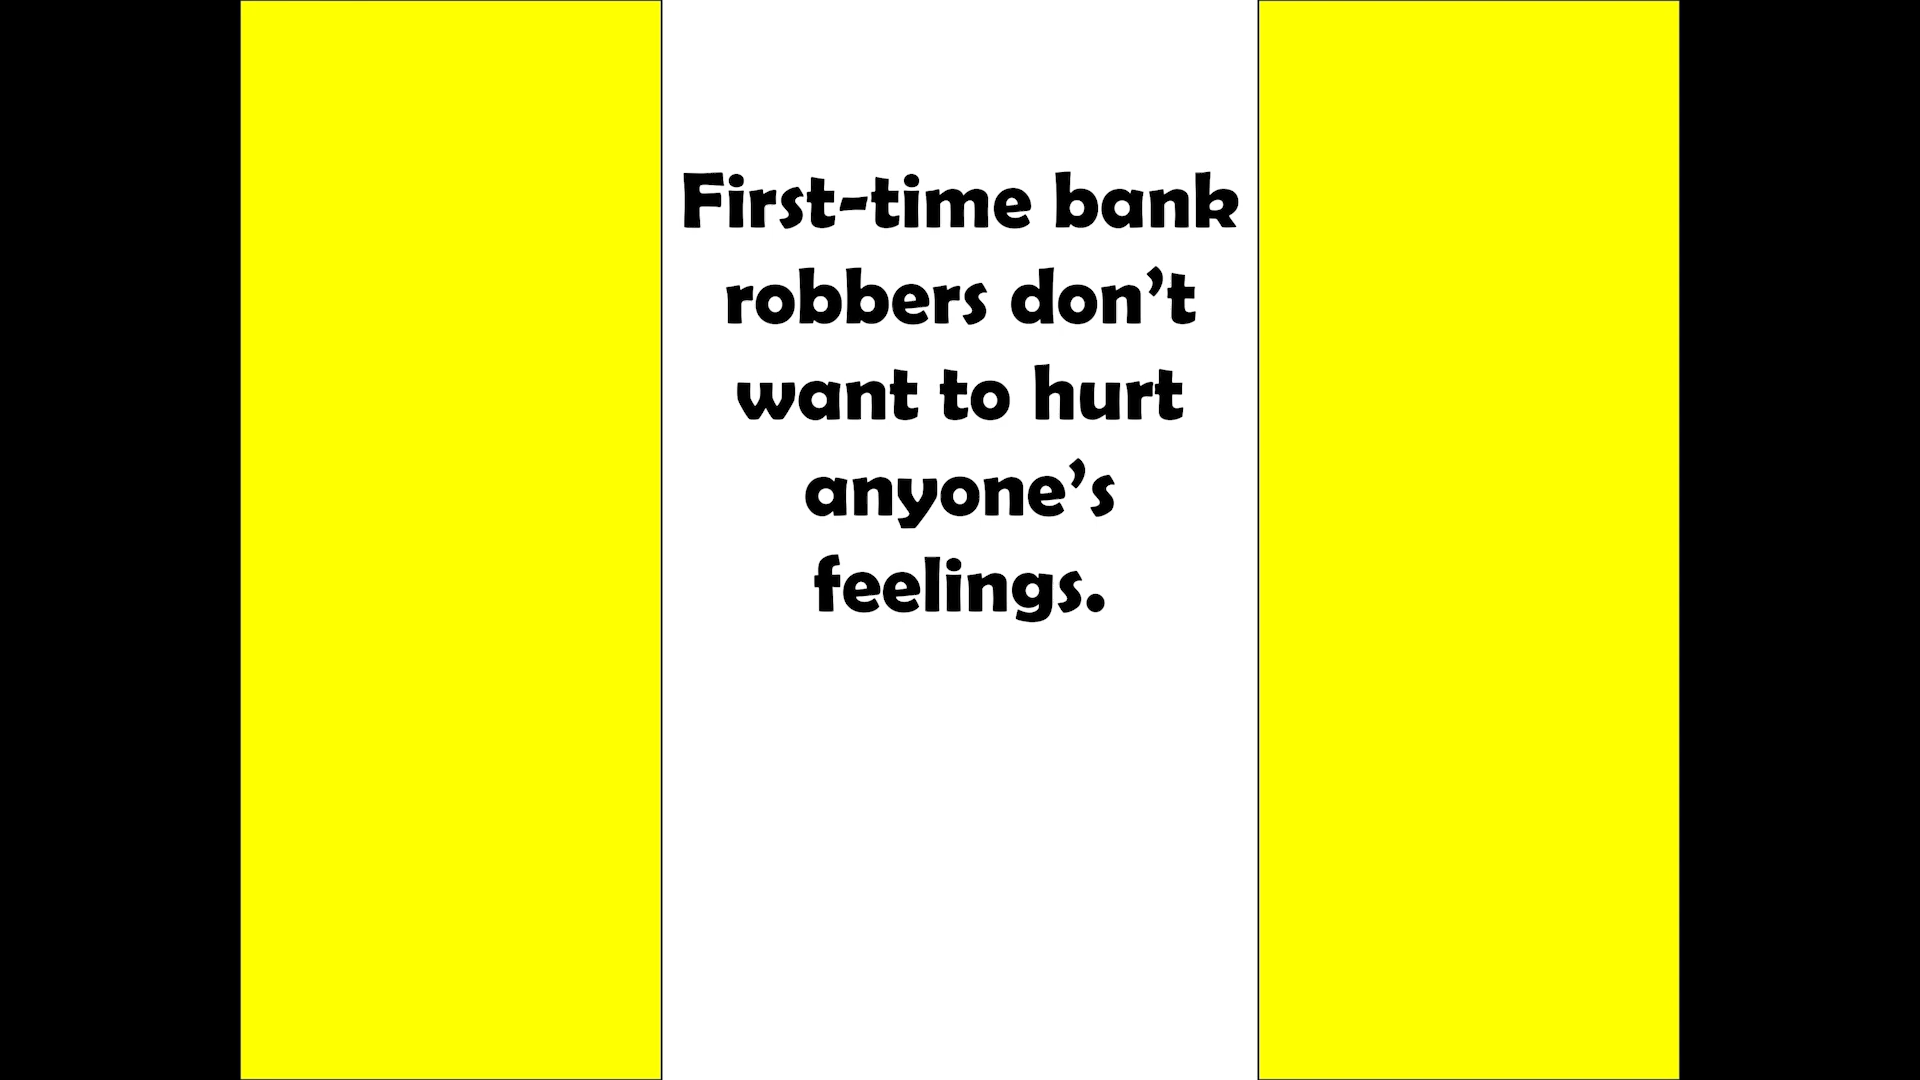 First-time bank
robbers don’t
want to hurt
anyone’s
feelings.